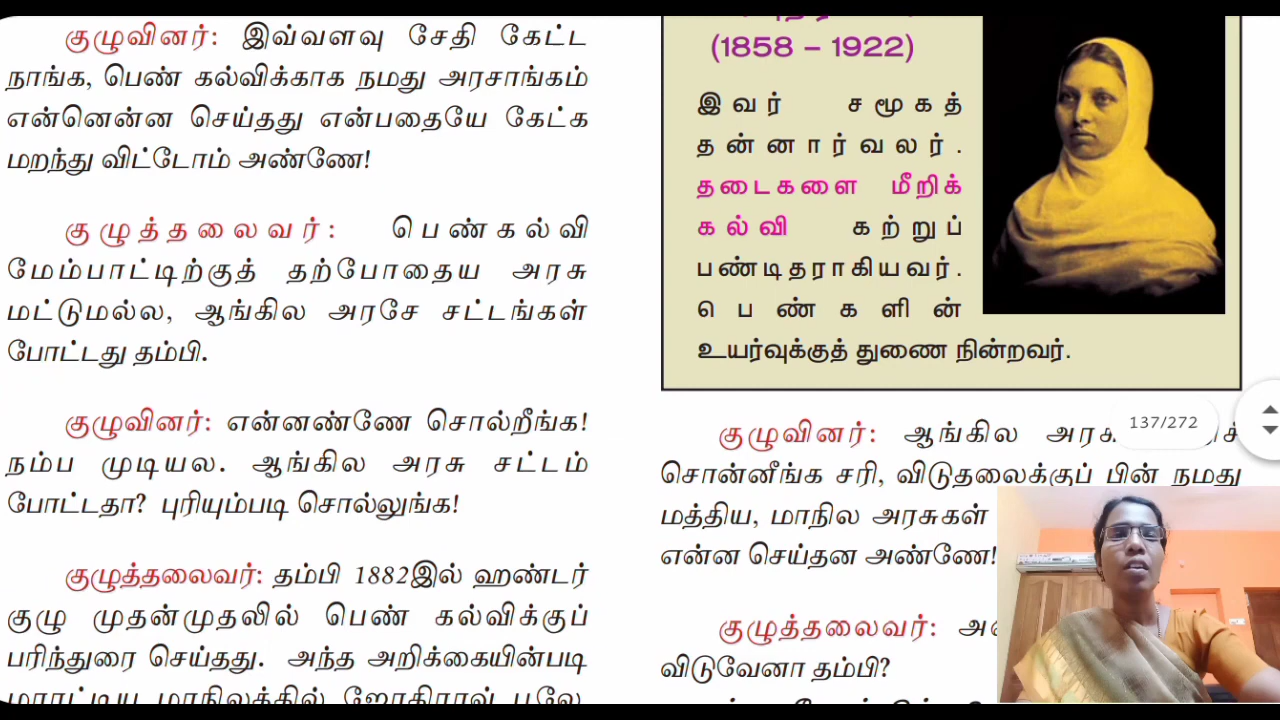 குழுவினர்: இவ்வளவு சேதி கேட்ட
நாங்க, பெண் கல்விக்காக நமது அரசாங்கம்
என்னென்ன செய்தது என்பதையே கேட்க
மறந்து விட்டோம் அண்ணே!
குழுத்தலைவர்: பெண்கல்வி
மேம்பாட்டிற்குத் தற்போதைய அரசு
மட்டுமல்ல, ஆங்கில அரசே சட்டங்கள்
போட்டது தம்பி.
குழுவினர்: என்னண்ணே சொல்றீங்க!
நம்ப முடியல. ஆங்கில அரசு சட்டம்
போட்டதா? புரியும்படி சொல்லுங்க!
குழுத்தலைவர்: தம்பி 1882இல் ஹண்டர்
குழு முதன்முதலில் பெண் கல்விக்குப்
பரிந்துரை செய்தது. அந்த அறிக்கையின்படி
மராட்டிய மாநிலத்தில் ஜோதிராவ் பூலே,
(1858 – 1922)
இவர் சமூகத்
தன்னார்வலர்.
தடைகளை மீறிக்
கல்வி கற்றுப்
பண்டிதராகியவர்.
பெண்களின்
உயர்வுக்குத் துணை நின்றவர்.
குழுவினர்: ஆங்கில
137/272
சொன்னீங்க சரி, விடுதலைக்குப் பின் நமது
மத்திய, மாநில அரசுகள்
என்ன செய்தன அண்ணே!
குழுத்தலைவர்:
விடுவேனா தம்பி?